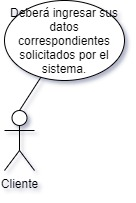 Deberá ingresar sus
datos
correspondientes
solicitados por el
sistema.
Cliente